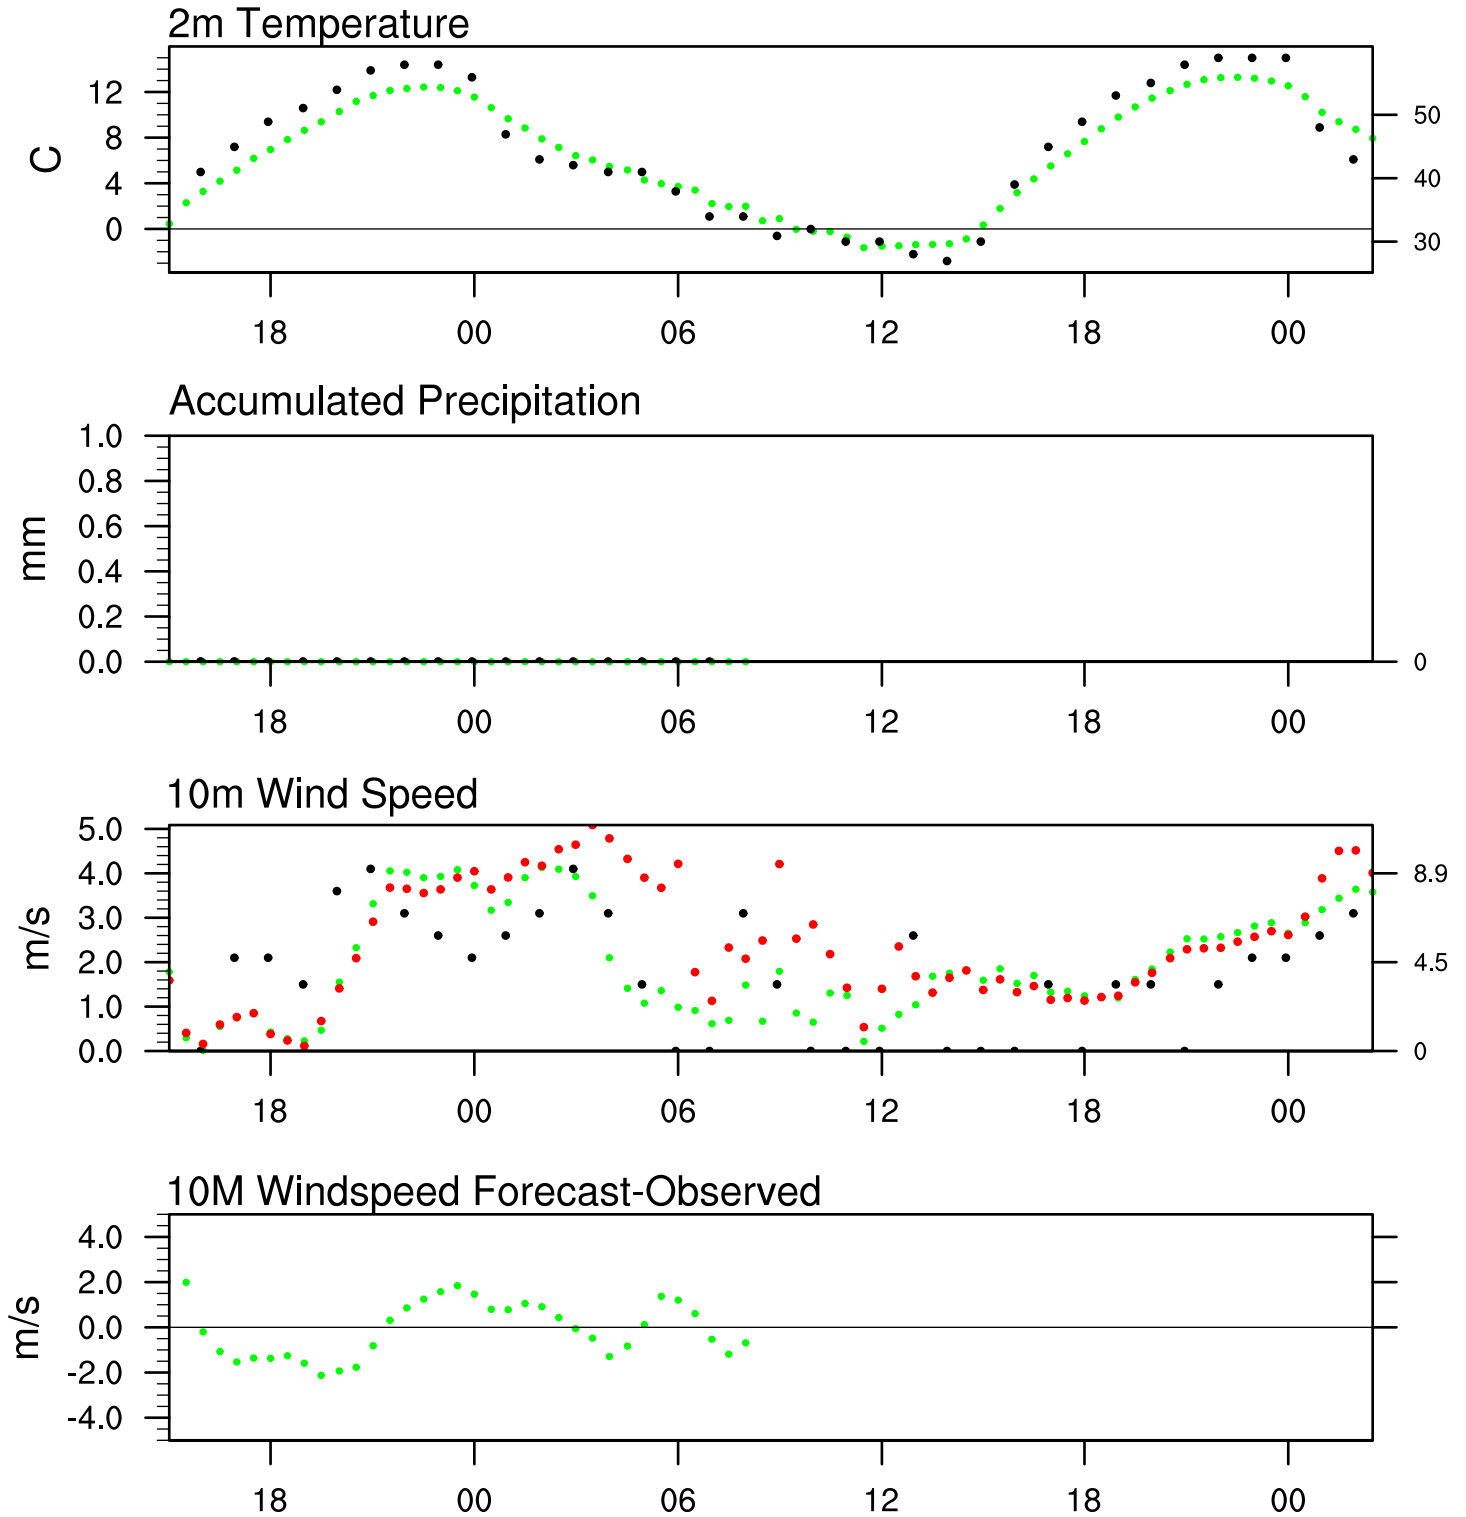 2m Temperature
12
8
4
0
C
50
40
30
18 00 06 12 18 00
Accumulated Precipitation
1.0
0.8
0.6
0.4
0.2
0.0
mm
0
18 00 06 12 18 00
10m Wind Speed
5.0
4.0
3.0
2.0
1.0
0.0
m/s
8.9
4.5
0
18 00 06 12 18 00
10M Windspeed Forecast-Observed
4.0
2.0
0.0
-2.0
-4.0
m/s
18 00 06 12 18 00